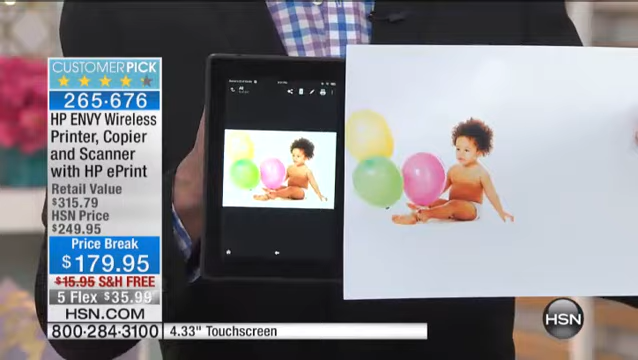 CUSTOMERPICK
265-676
HP ENVY Wireless
Printer, Copier
and Scanner
with HP ePrint
Retail Value
$315.79
HSN Price
$249.95
Price Break
$179.95
$15.95 S&H FREE
5 Flex $35.99
HSN.COM
800-284-3100
4.33" Touchscreen
HSN